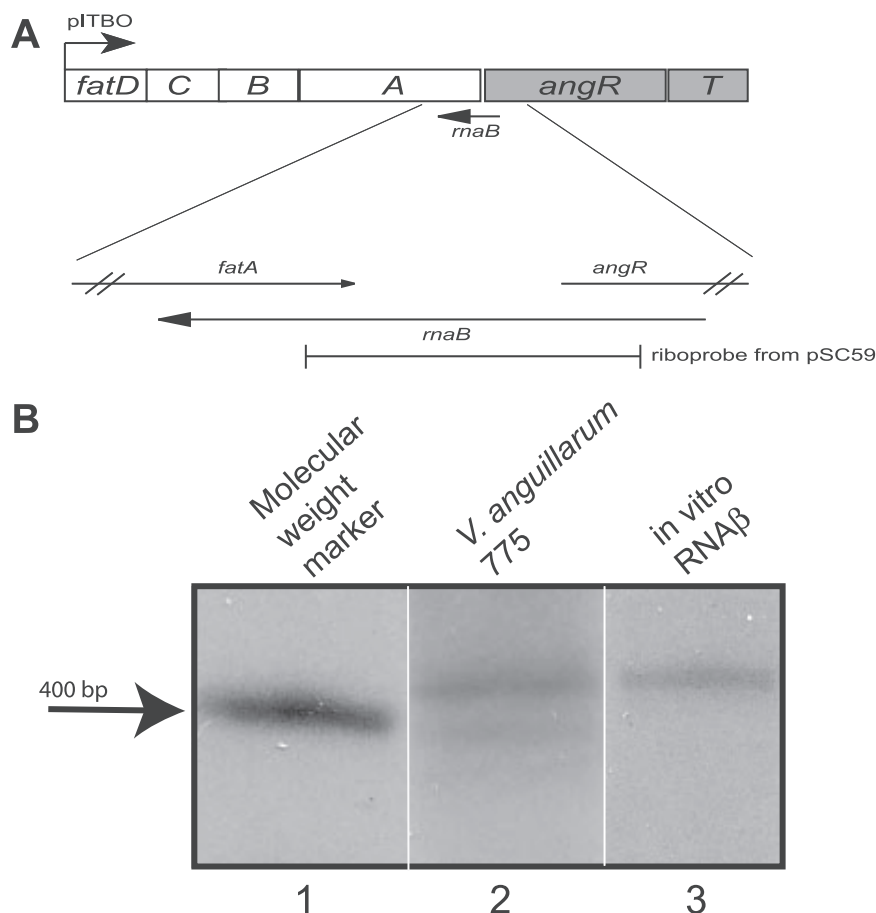 A
pITBO
fatD C B A angR T
rnaB
fatA angR
rnaB
riboprobe from pSC59
B
Molecular
weight
marker
V. anguillarum
775
in vitro
RNAβ
400 bp
1 2 3